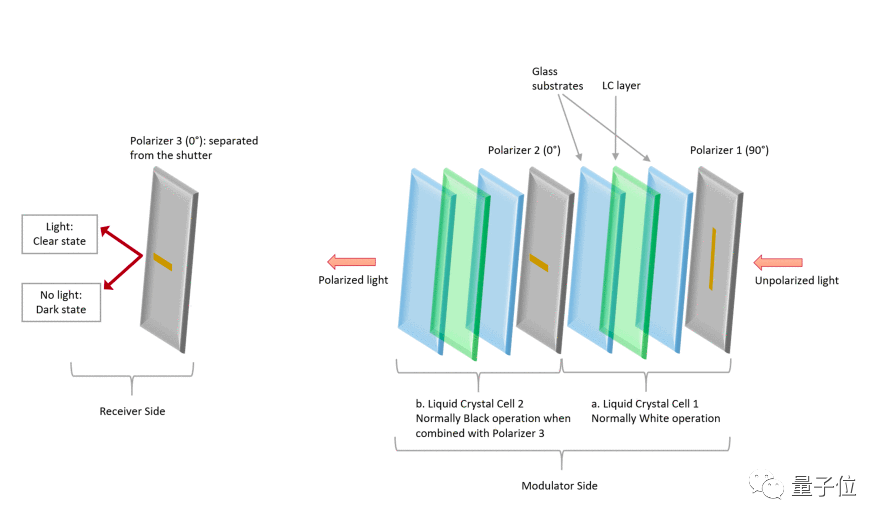 Glass
substrates
LC layer
Polarizer 3 (0°): separated
from the shutter
Polarizer 2 (0°)
Polarizer 1 (90°)
Light:
Clear state
No light:
Dark state
Polarized light
Unpolarized light
Receiver Side
b. Liquid Crystal Cell 2
Normally Black operation when
combined with Polarizer 3
a. Liquid Crystal Cell 1
Normally White operation
Modulator Side
量子位